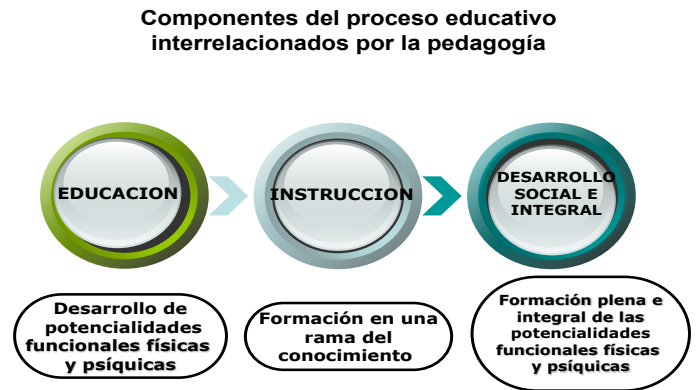 Componentes del proceso educativo
interrelacionados por la pedagogía
EDUCACION
INSTRUCCION
DESARROLLO
SOCIAL E
INTEGRAL
Desarrollo de
potencialidades
funcionales físicas
y psíquicas
Formación en una
rama del
conocimiento
Formación plena e
integral de las
potencialidades
funcionales físicas
y psíquicas